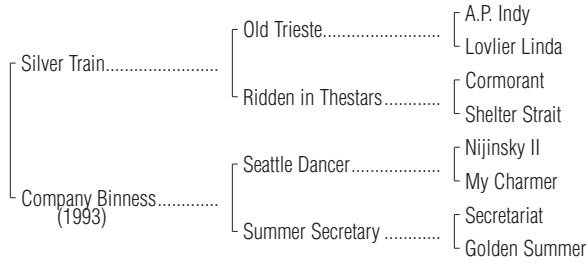 A.P. Indy
Old Trieste....................
Lovlier Linda
Silver Train....................
Cormorant
Ridden in Thestars...........
Shelter Strait
Nijinsky II
Seattle Dancer.................
My Charmer
Company Binness............
(1993)
Secretariat
Summer Secretary ...........
Golden Summer